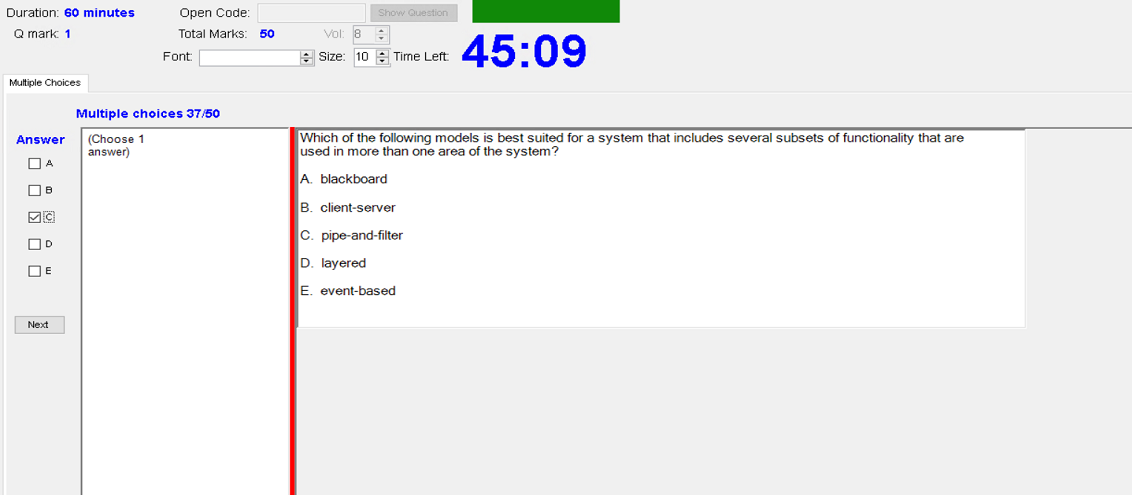 Duration: 60 minutes
Open Code:
Show Question
Q mark: 1
Total Marks: 50
Vol: 8
Font:
Size: 10
Time Left:
45:09
Multiple Choices
Multiple choices 37/50
Answer
A
B
C
D
E
Next
(Choose 1
answer)
Which of the following models is best suited for a system that includes several subsets of functionality that are
used in more than one area of the system?
A. blackboard
B. client-server
C. pipe-and-filter
D. layered
E. event-based